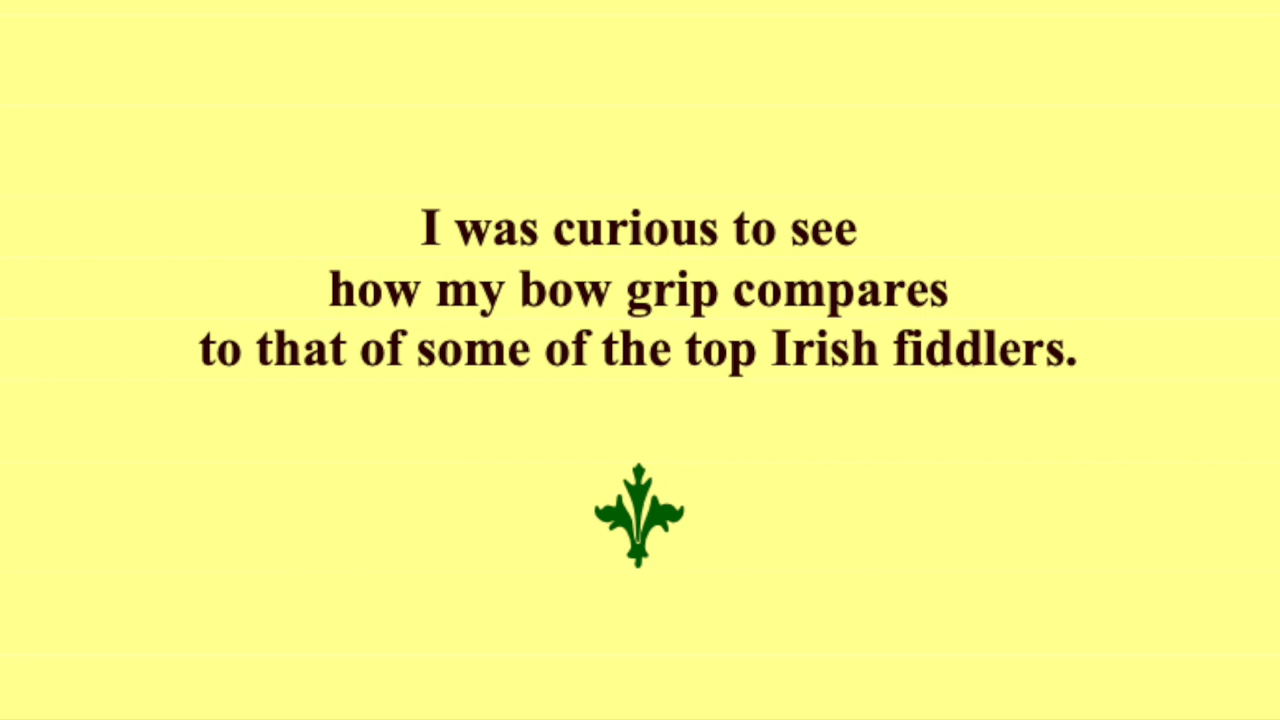 I was curious to see
how my bow grip compares
to that of some of the top Irish fiddlers.